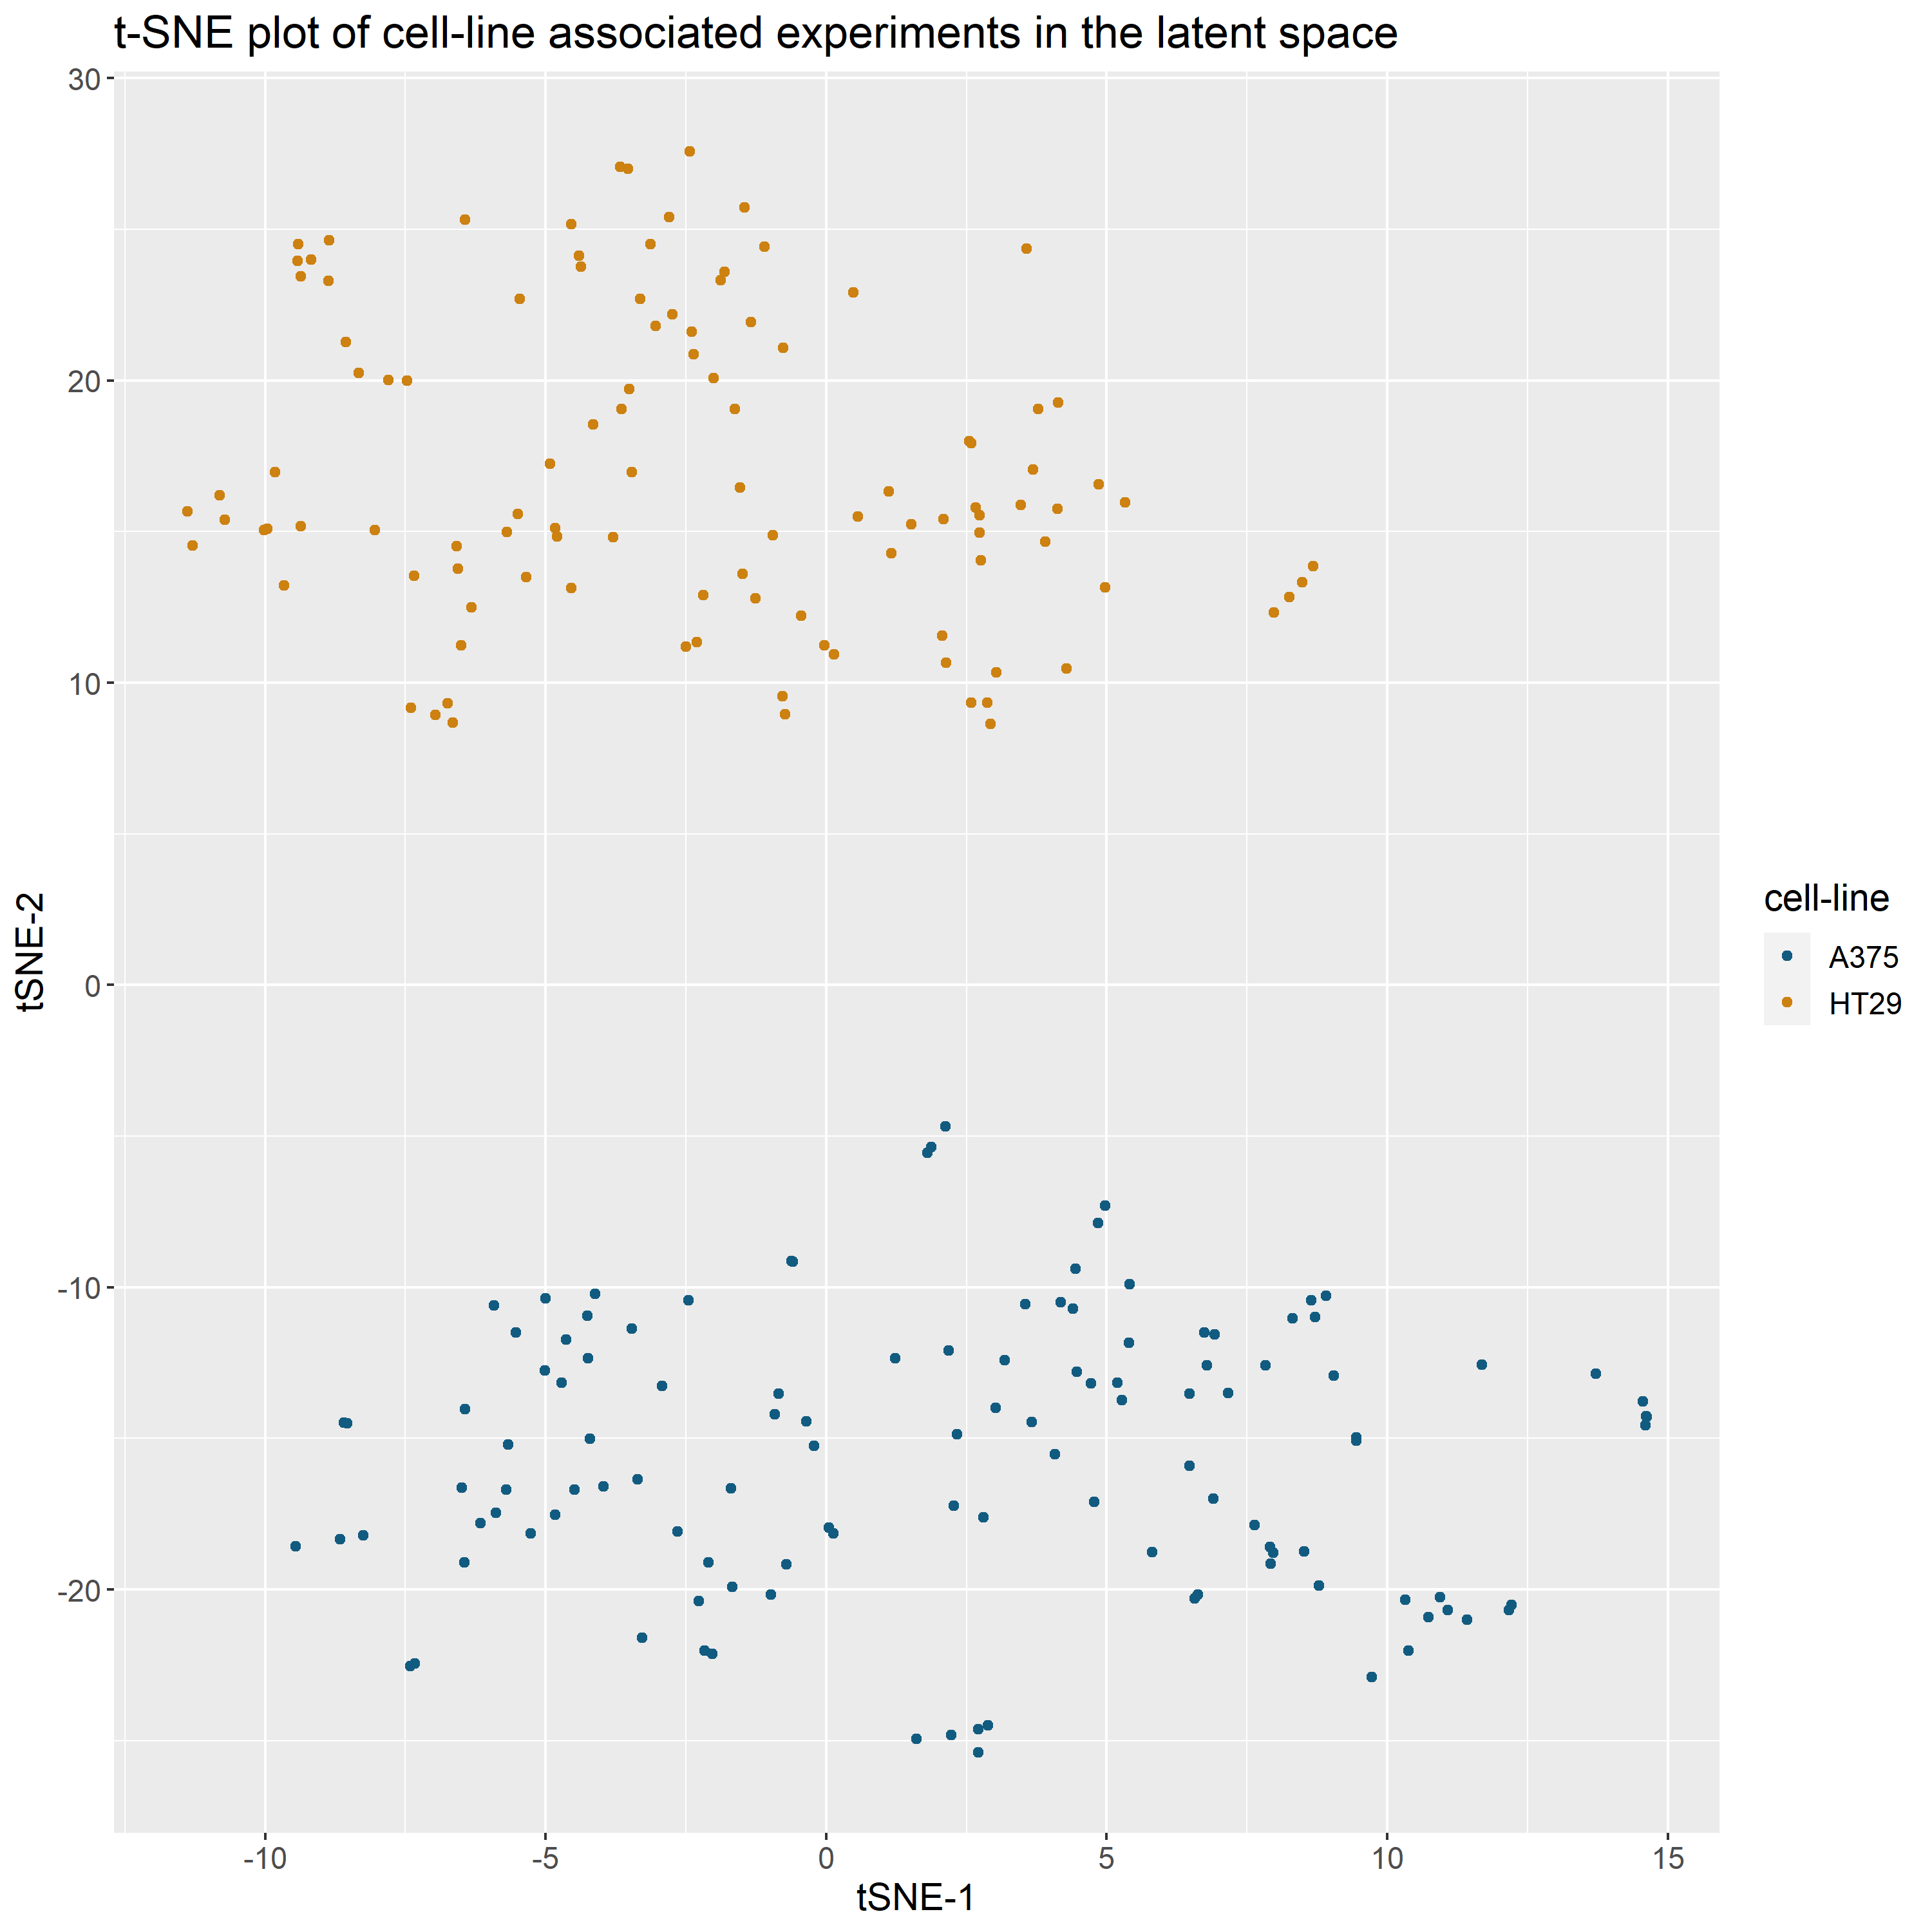 t-SNE plot of cell-line associated experiments in the latent space
30
20
10
0
-10
-20
tSNE-2
-10
-5
0
5
10
15
tSNE-1
cell-line
A375
HT29